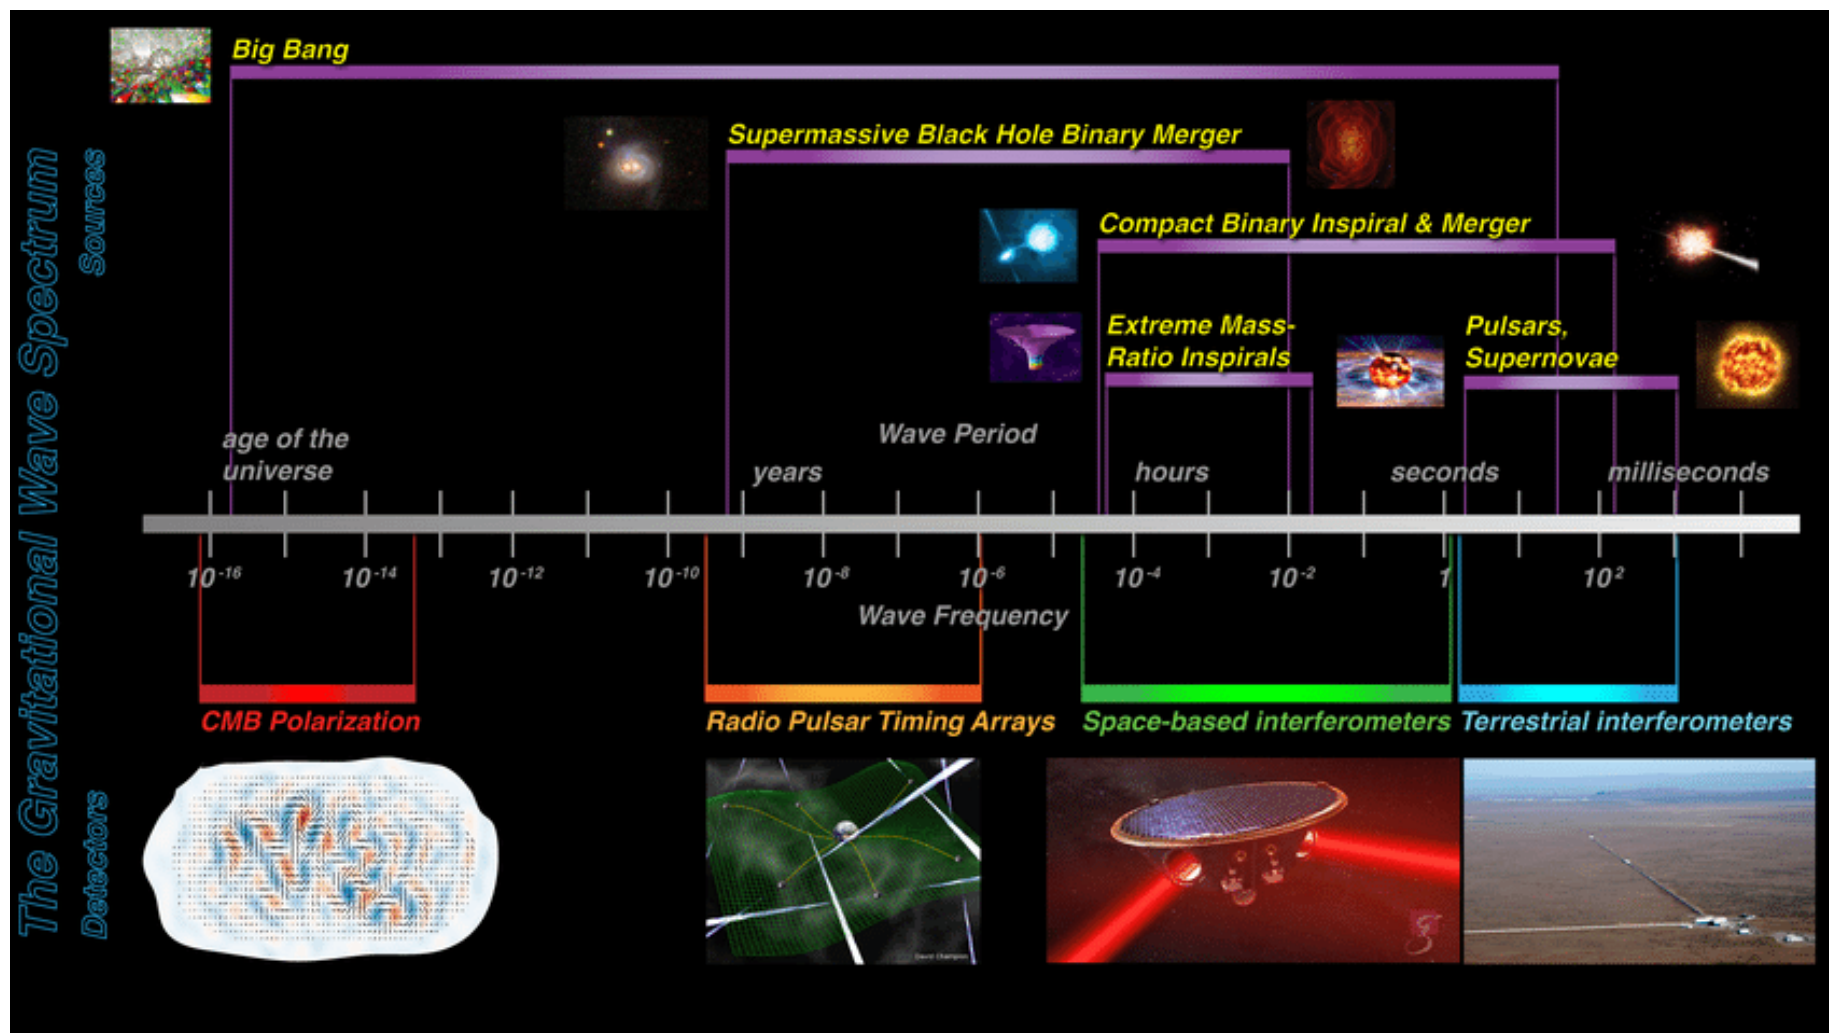 The Gravitational Wave Spectrum
Sources
Big Bang
Supermassive Black Hole Binary Merger
Compact Binary Inspiral & Merger
Extreme Mass-
Ratio Inspirals
Pulsars,
Supernovae
age of the
universe
Wave Period
years
hours
seconds
milliseconds
10⁻¹⁶
10⁻¹⁴
10⁻¹²
10⁻¹⁰
10⁻⁸
10⁻⁶
10⁻⁴
10⁻²
1
10²
Wave Frequency
CMB Polarization
Radio Pulsar Timing Arrays
Space-based interferometers
Terrestrial interferometers
Detectors
David Champion